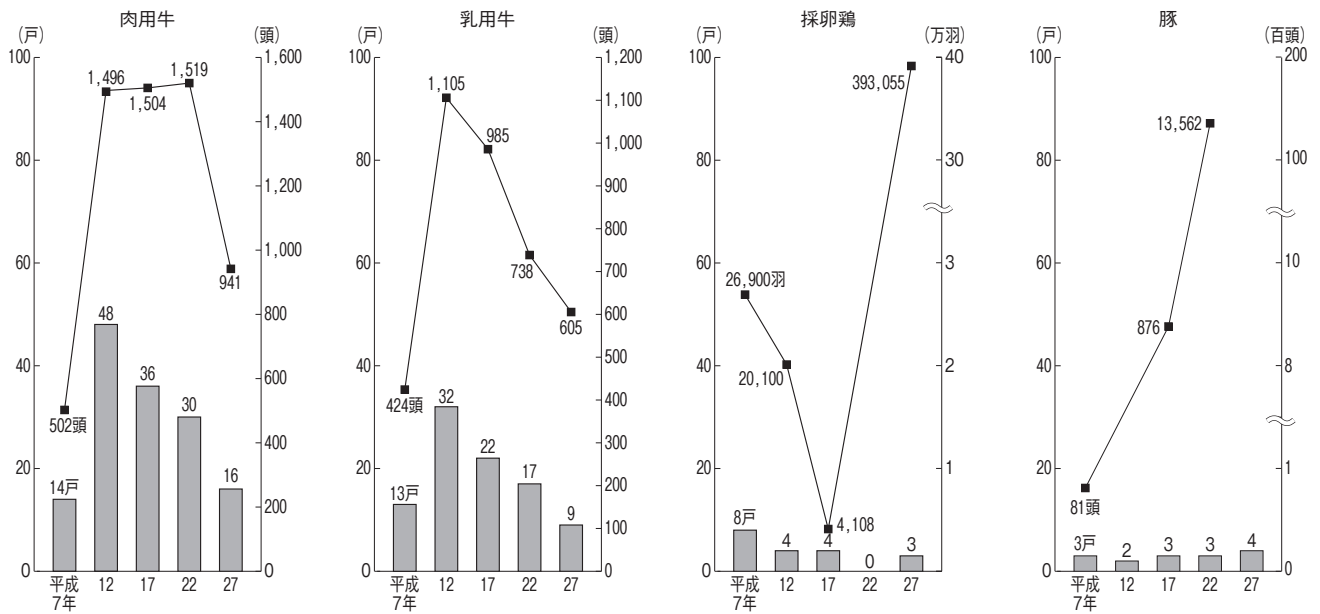 肉用牛
(戸) (頭)
100 1,600
1,496 1,519
1,504
1,400
80
1,200
60 1,000
941
48 800
40
36 600
502頭 30
400
20
14戸 16
200
0 0
平成7年 12 17 22 27
乳用牛
(戸) (頭)
100 1,200
1,105
1,100
985 1,000
80
900
800
738
60 700
605 600
500
40
424頭 400
32
300
22
20 17 200
13戸
9 100
0 0
平成7年 12 17 22 27
採卵鶏
(戸) (万羽)
100 40
393,055
80 30
60 3
26,900羽
40 2
20,100
20 1
4,108
8戸 4 4 0 3
0
平成7年 12 17 22 27
豚
(戸) (百頭)
100 200
13,562
80 100
60 10
876
40 8
20 1
81頭
3戸 2 3 3 4
0 0
平成7年 12 17 22 27